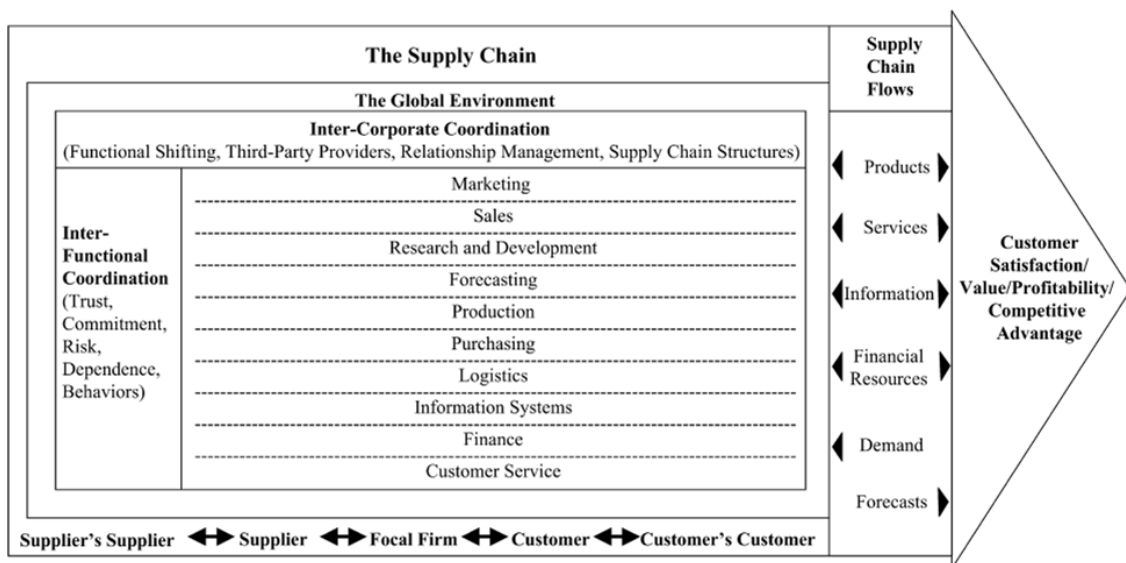 The Supply Chain
The Global Environment
Inter-Corporate Coordination
(Functional Shifting, Third-Party Providers, Relationship Management, Supply Chain Structures)
Inter-
Functional
Coordination
(Trust,
Commitment,
Risk,
Dependence,
Behaviors)
Marketing
Sales
Research and Development
Forecasting
Production
Purchasing
Logistics
Information Systems
Finance
Customer Service
Supplier's Supplier Supplier Focal Firm Customer Customer's Customer
Supply
Chain
Flows
Products
Services
Information
Financial
Resources
Demand
Forecasts
Customer
Satisfaction/
Value/Profitability/
Competitive
Advantage